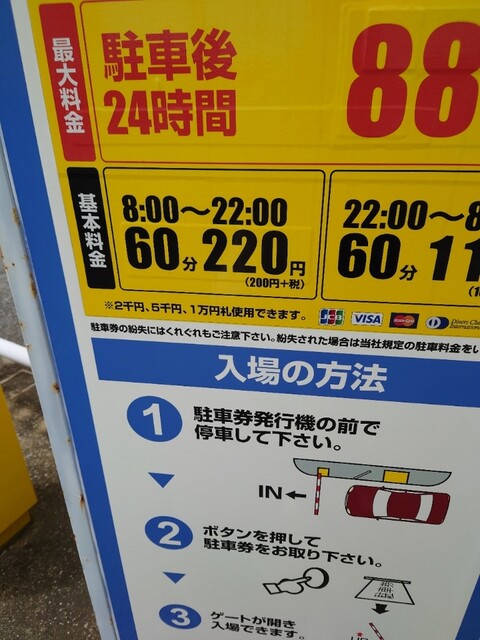 最大料金
駐車後
24時間
88
基本料金
8:00〜22:00
60分 220円
(200円+税)
22:00〜8
60分 11
※2千円、5千円、1万円札使用できます。
JCB VISA MasterCard Diners Club International
駐車券の紛失にはくれぐれもご注意下さい。紛失された場合は当社規定の駐車料金をい
入場の方法
1 駐車券発行機の前で
停車して下さい。
IN
2 ボタンを押して
駐車券をお取り下さい。
3 ゲートが開き
入場できます。